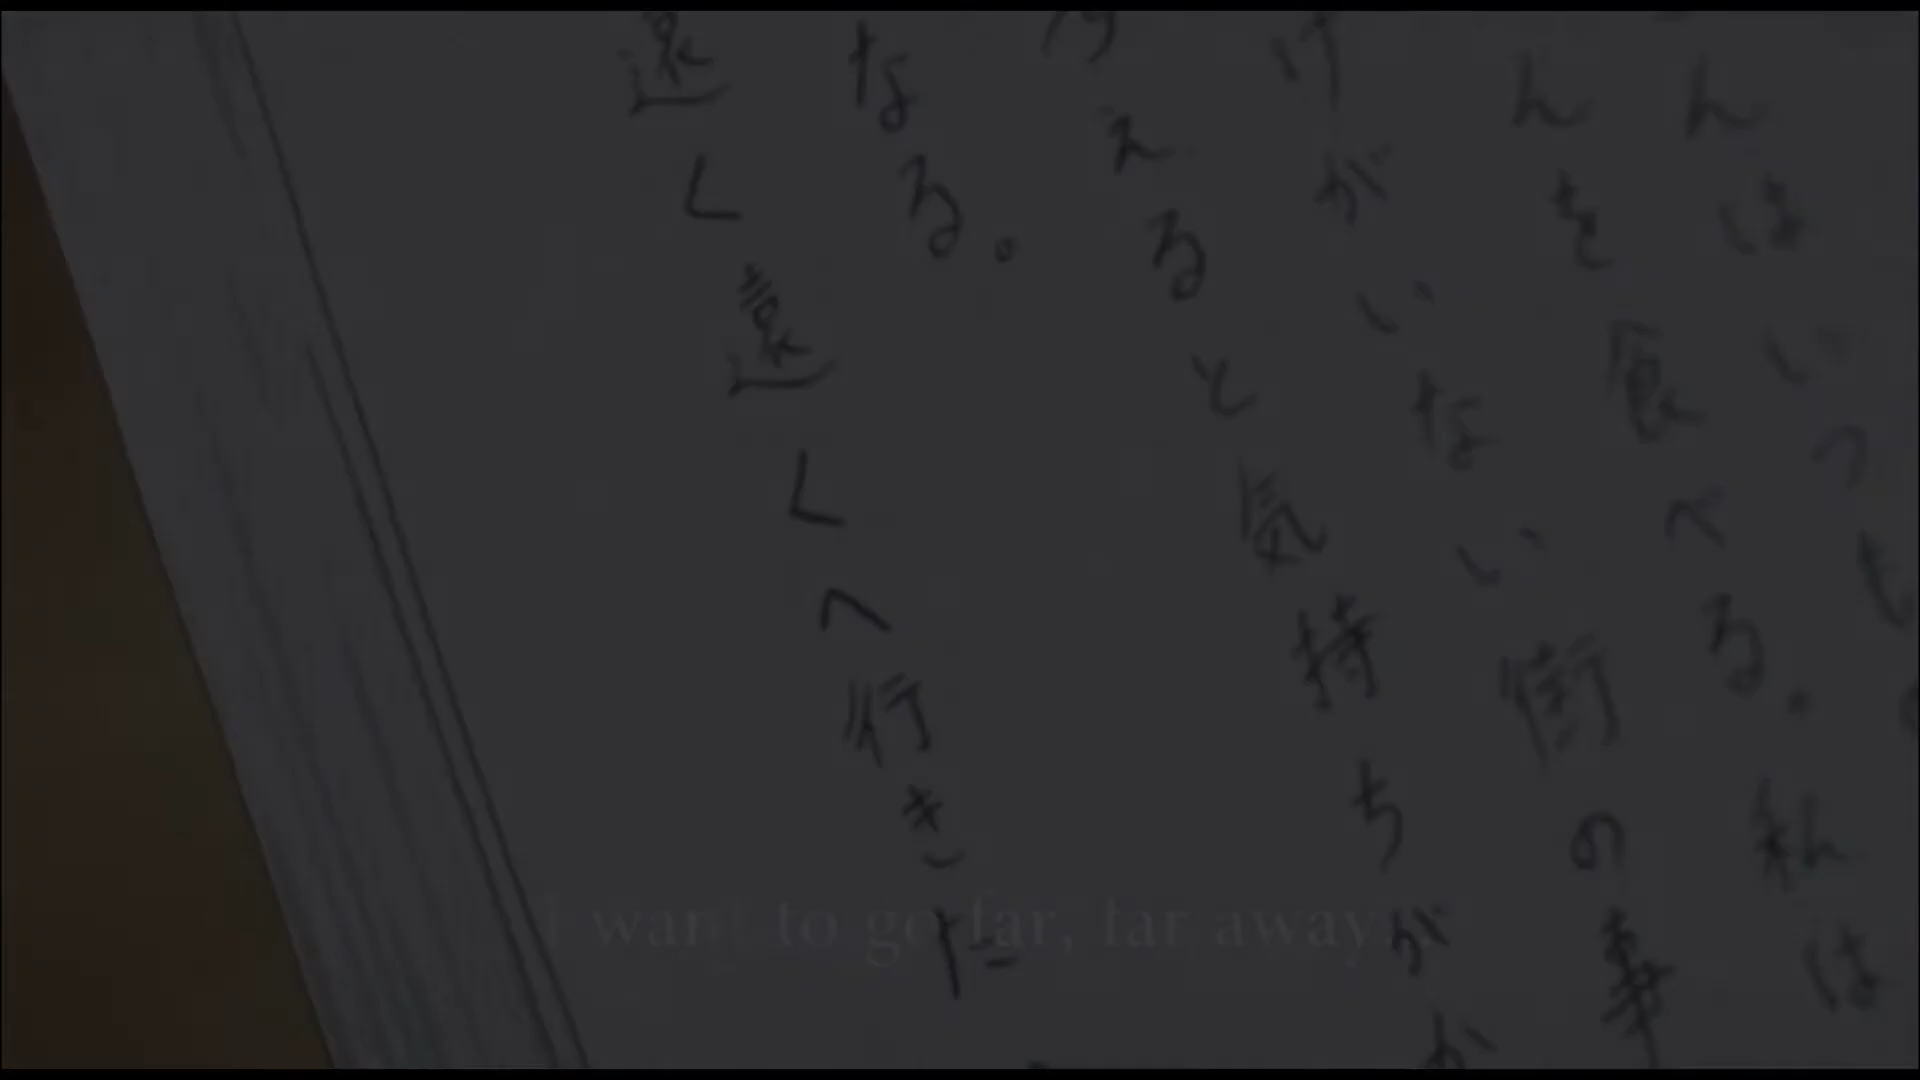 んはいつも
んを食べる。私は
けがいない街の事
考えると気持ちが
なる。
遠く遠くへ行きた
I want to go far, far away.